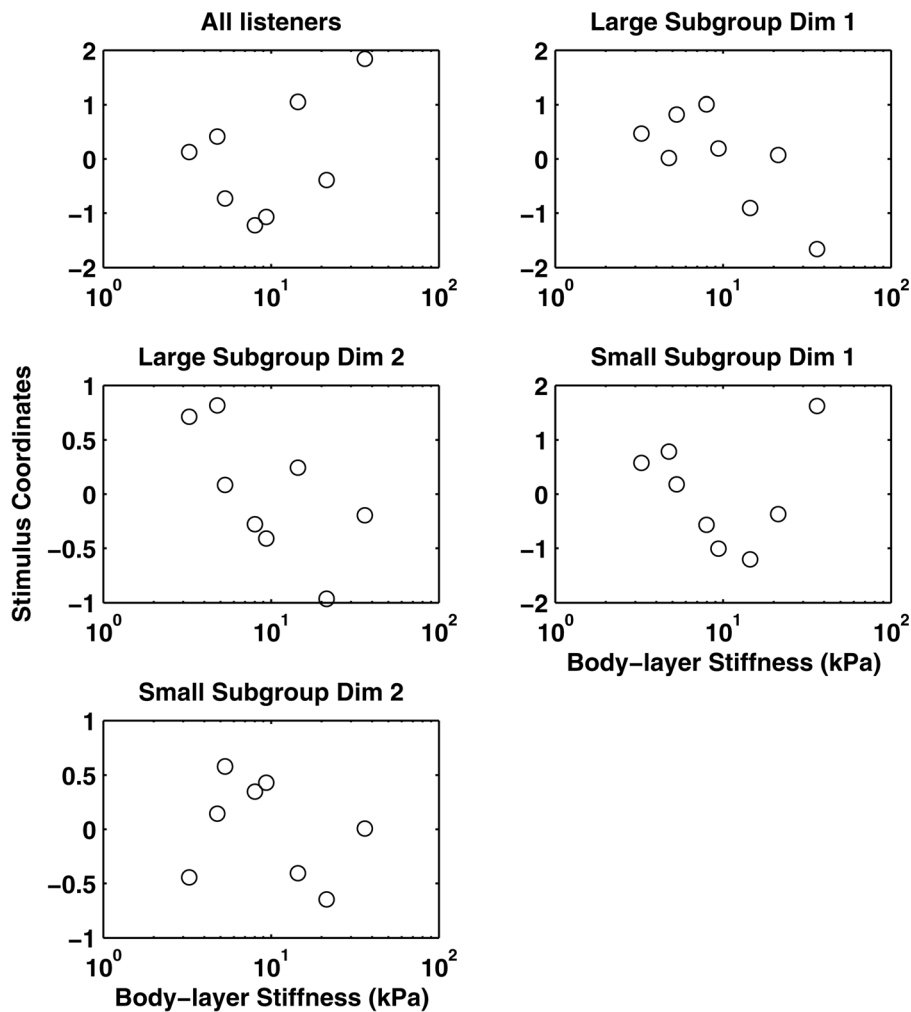 All listeners
2
1
0
−1
−2
10^0 10^1 10^2
Large Subgroup Dim 1
2
1
0
−1
−2
10^0 10^1 10^2
Stimulus Coordinates
Large Subgroup Dim 2
1
0.5
0
−0.5
−1
10^0 10^1 10^2
Small Subgroup Dim 1
2
1
0
−1
−2
10^0 10^1 10^2
Body−layer Stiffness (kPa)
Small Subgroup Dim 2
1
0.5
0
−0.5
−1
10^0 10^1 10^2
Body−layer Stiffness (kPa)